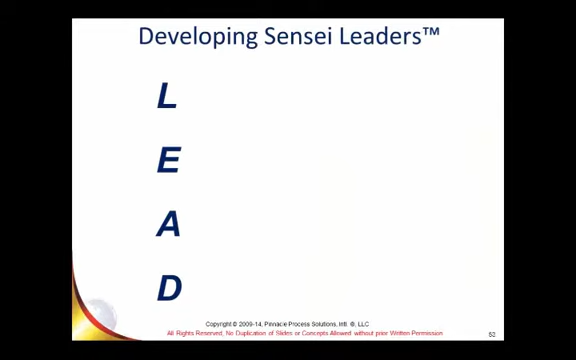 Developing Sensei Leaders™
L
E
A
D
Copyright © 2009-14, Pinnacle Process Solutions, Intl. ®, LLC
All Rights Reserved, No Duplication of Slides or Concepts Allowed without prior Written Permission
52